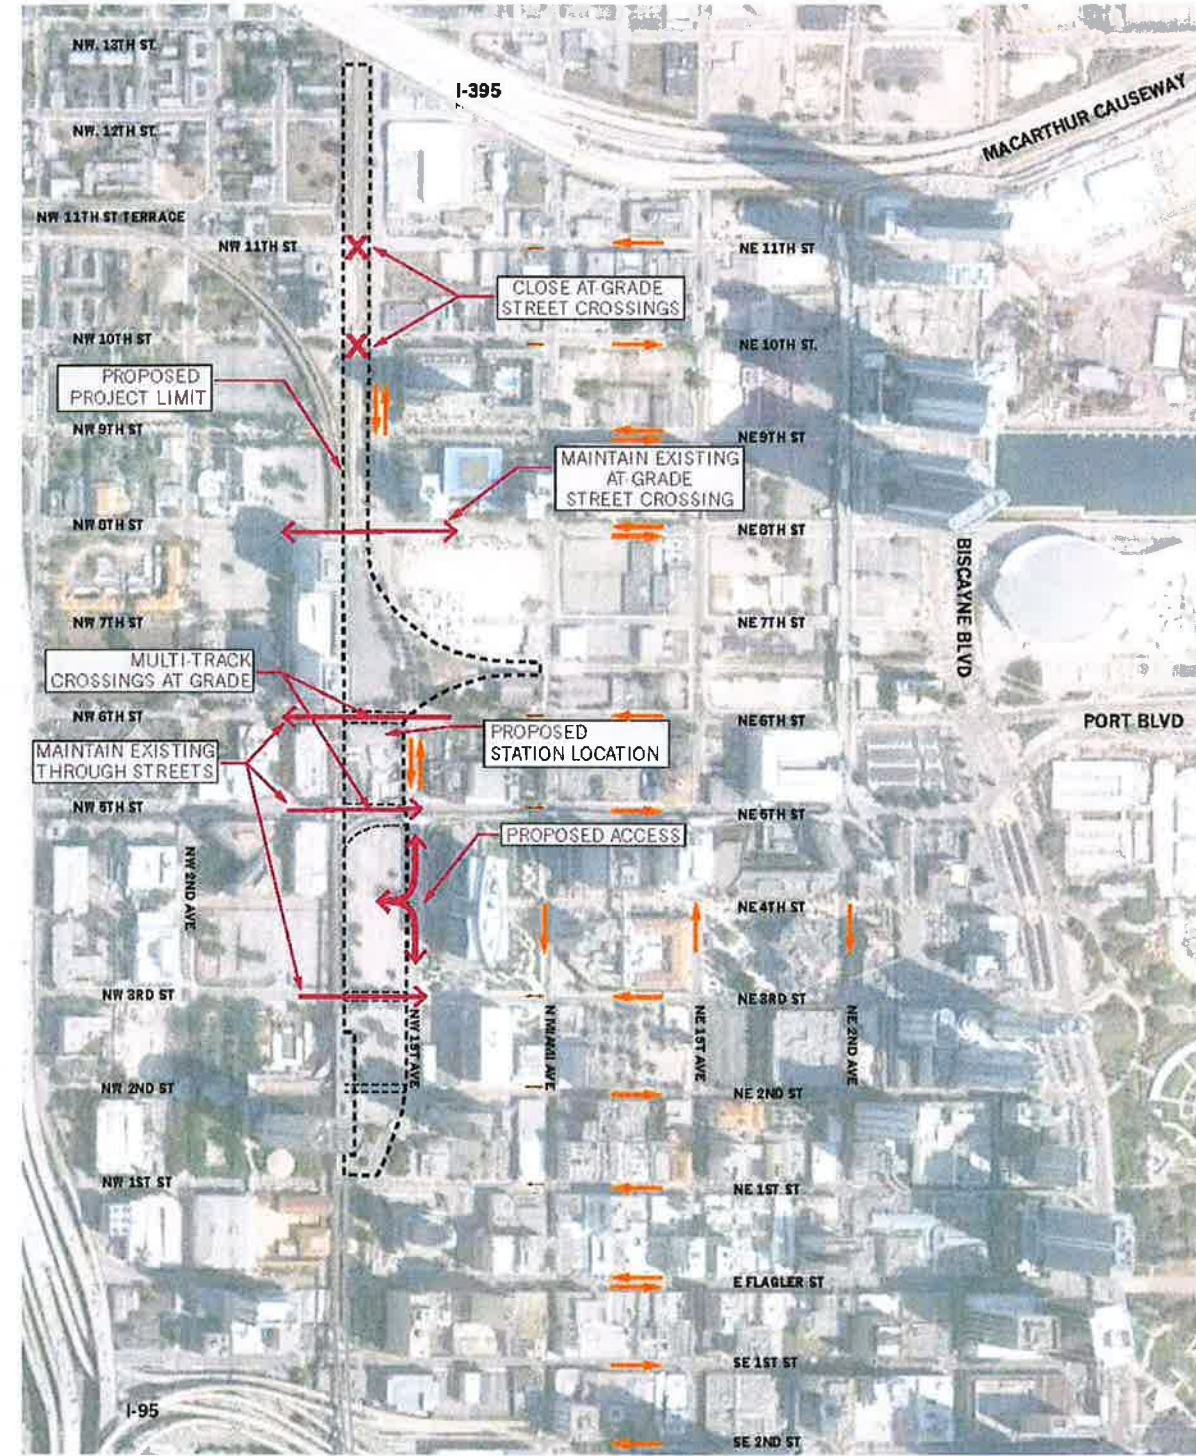 NW. 13TH ST.
I-395
MACARTHUR CAUSEWAY
NW. 12TH ST.
NW 11TH ST TERRACE
NW 11TH ST
NE 11TH ST
CLOSE AT-GRADE
STREET CROSSINGS
NW 10TH ST
NE 10TH ST.
PROPOSED
PROJECT LIMIT
NW 9TH ST
NE 9TH ST
MAINTAIN EXISTING
AT-GRADE
STREET CROSSING
NW 8TH ST
NE 8TH ST
BISCAYNE BLVD
NW 7TH ST
NE 7TH ST
MULTI-TRACK
CROSSINGS AT GRADE
NW 6TH ST
NE 6TH ST
PORT BLVD
PROPOSED
STATION LOCATION
MAINTAIN EXISTING
THROUGH STREETS
NW 5TH ST
NE 5TH ST
PROPOSED ACCESS
NW 2ND AVE
NE 4TH ST
NW 3RD ST
NE 3RD ST
NW 1ST AVE
N MIAMI AVE
NE 1ST AVE
NE 2ND AVE
NW 2ND ST
NE 2ND ST
NW 1ST ST
NE 1ST ST
E FLAGLER ST
SE 1ST ST
I-95
SE 2ND ST